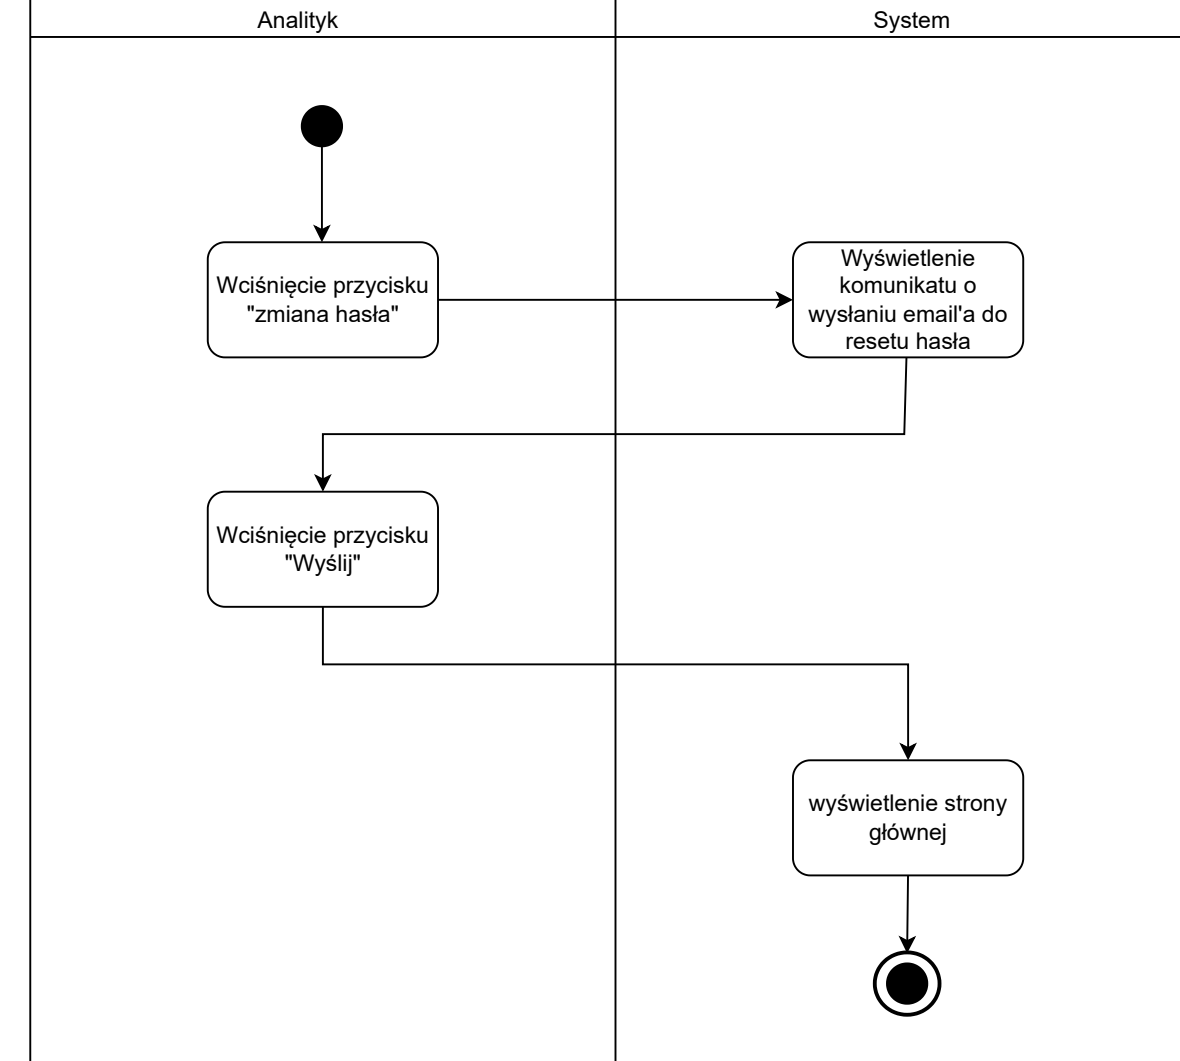 Analityk
System
Wciśnięcie przycisku
"zmiana hasła"
Wyświetlenie
komunikatu o
wysłaniu email'a do
resetu hasła
Wciśnięcie przycisku
"Wyślij"
wyświetlenie strony
głównej